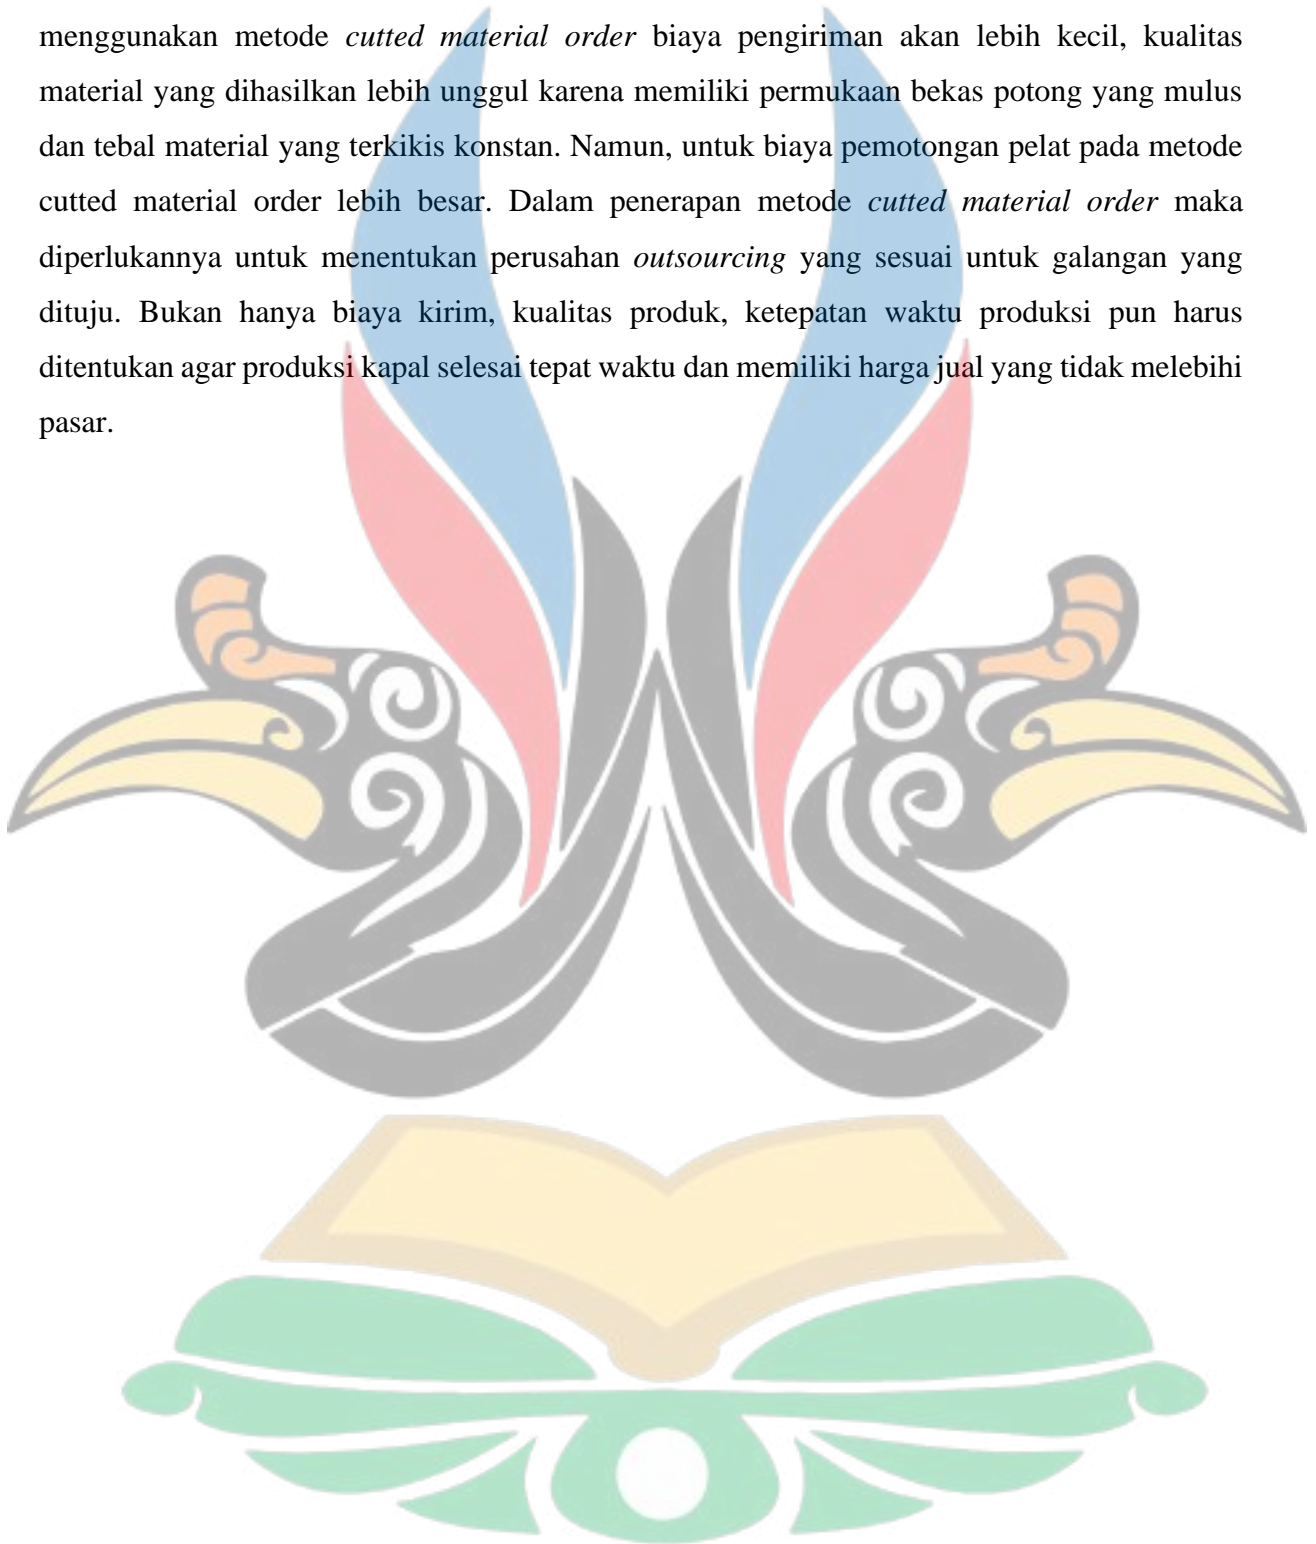 menggunakan metode cutted material order biaya pengiriman akan lebih kecil, kualitas
material yang dihasilkan lebih unggul karena memiliki permukaan bekas potong yang mulus
dan tebal material yang terkikis konstan. Namun, untuk biaya pemotongan pelat pada metode
cutted material order lebih besar. Dalam penerapan metode cutted material order maka
diperlukannya untuk menentukan perusahan outsourcing yang sesuai untuk galangan yang
dituju. Bukan hanya biaya kirim, kualitas produk, ketepatan waktu produksi pun harus
ditentukan agar produksi kapal selesai tepat waktu dan memiliki harga jual yang tidak melebihi
pasar.